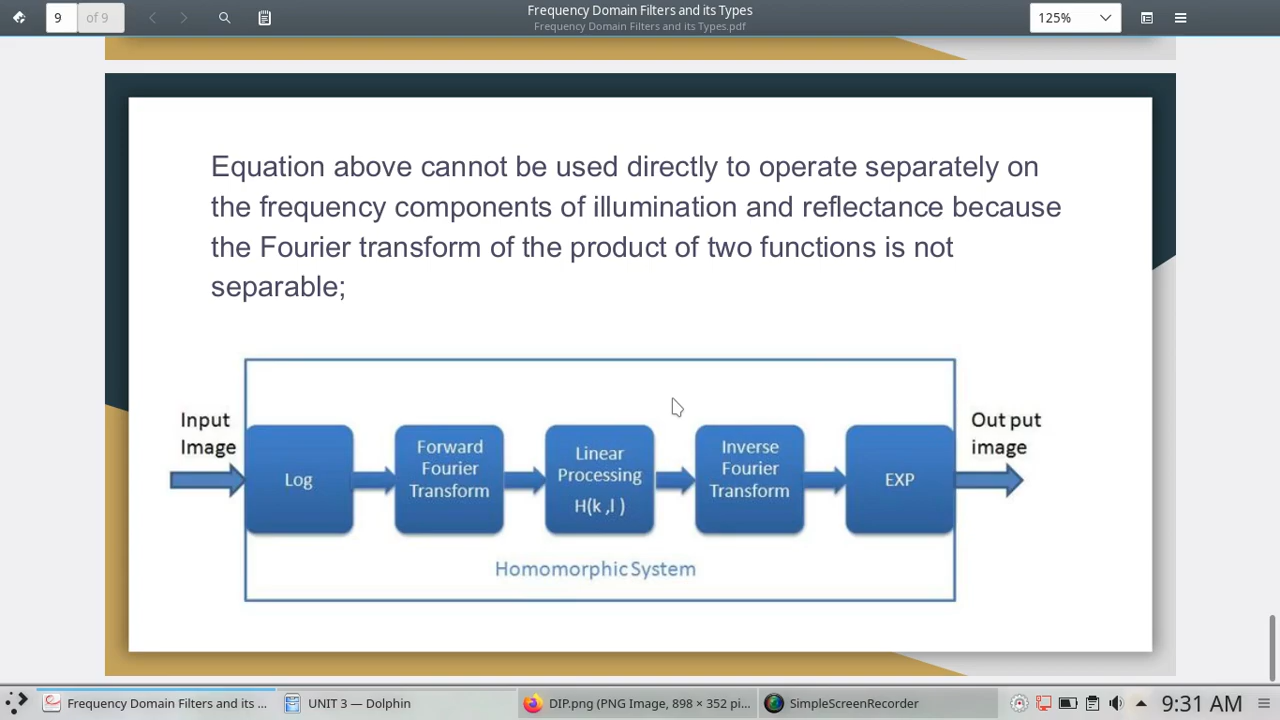 9
of 9
Frequency Domain Filters and its Types
Frequency Domain Filters and its Types.pdf
125%
Equation above cannot be used directly to operate separately on
the frequency components of illumination and reflectance because
the Fourier transform of the product of two functions is not
separable;
Input
Image
Log
Forward
Fourier
Transform
Linear
Processing
H(k ,l )
Inverse
Fourier
Transform
EXP
Out put
image
Homomorphic System
Frequency Domain Filters and its ...
UNIT 3 — Dolphin
DIP.png (PNG Image, 898 × 352 pi...
SimpleScreenRecorder
9:31 AM